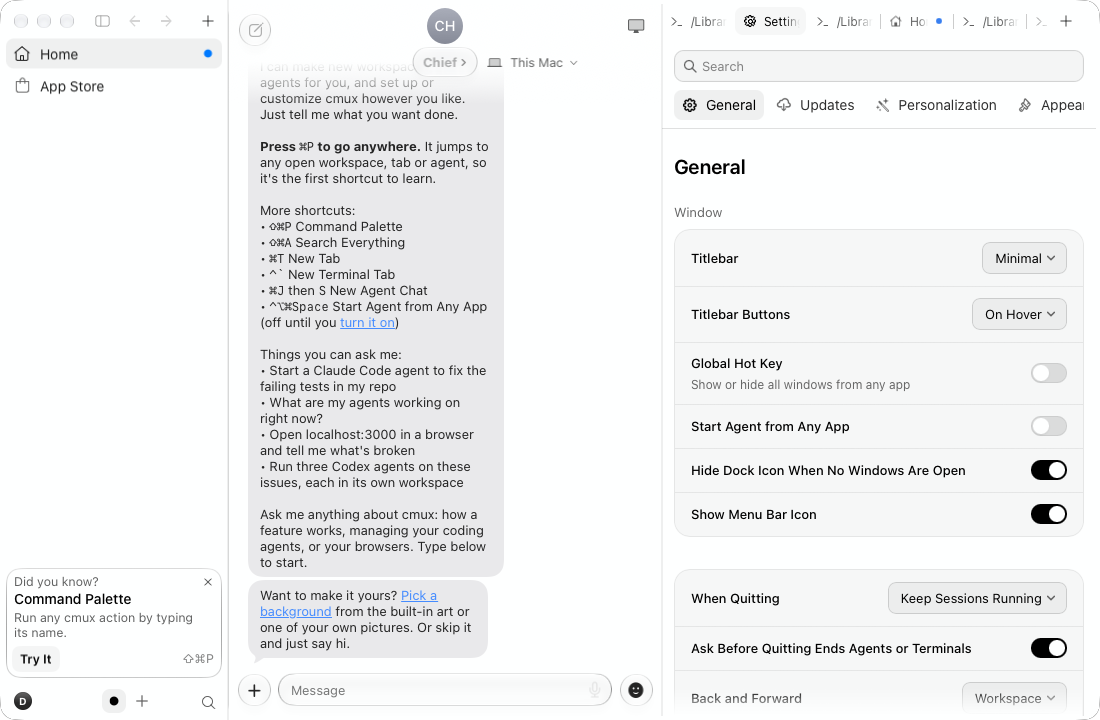 Home
App Store
Did you know?
Command Palette
Run any cmux action by typing
its name.
Try It
⇧⌘P
D
CH
Chief ›
This Mac
I can make new workspaces
agents for you, and set up or
customize cmux however you like.
Just tell me what you want done.
Press ⌘P to go anywhere. It jumps to
any open workspace, tab or agent, so
it's the first shortcut to learn.
More shortcuts:
• ⇧⌘P Command Palette
• ⇧⌘A Search Everything
• ⌘T New Tab
• ^` New Terminal Tab
• ⌘J then S New Agent Chat
• ^⌥⌘Space Start Agent from Any App
(off until you turn it on)
Things you can ask me:
• Start a Claude Code agent to fix the
failing tests in my repo
• What are my agents working on
right now?
• Open localhost:3000 in a browser
and tell me what's broken
• Run three Codex agents on these
issues, each in its own workspace
Ask me anything about cmux: how a
feature works, managing your coding
agents, or your browsers. Type below
to start.
Want to make it yours? Pick a
background from the built-in art or
one of your own pictures. Or skip it
and just say hi.
Message
/Librar
Settin
/Librar
Ho
/Librar
Search
General
Updates
Personalization
Appear
General
Window
Titlebar
Minimal
Titlebar Buttons
On Hover
Global Hot Key
Show or hide all windows from any app
Start Agent from Any App
Hide Dock Icon When No Windows Are Open
Show Menu Bar Icon
When Quitting
Keep Sessions Running
Ask Before Quitting Ends Agents or Terminals
Back and Forward
Workspace